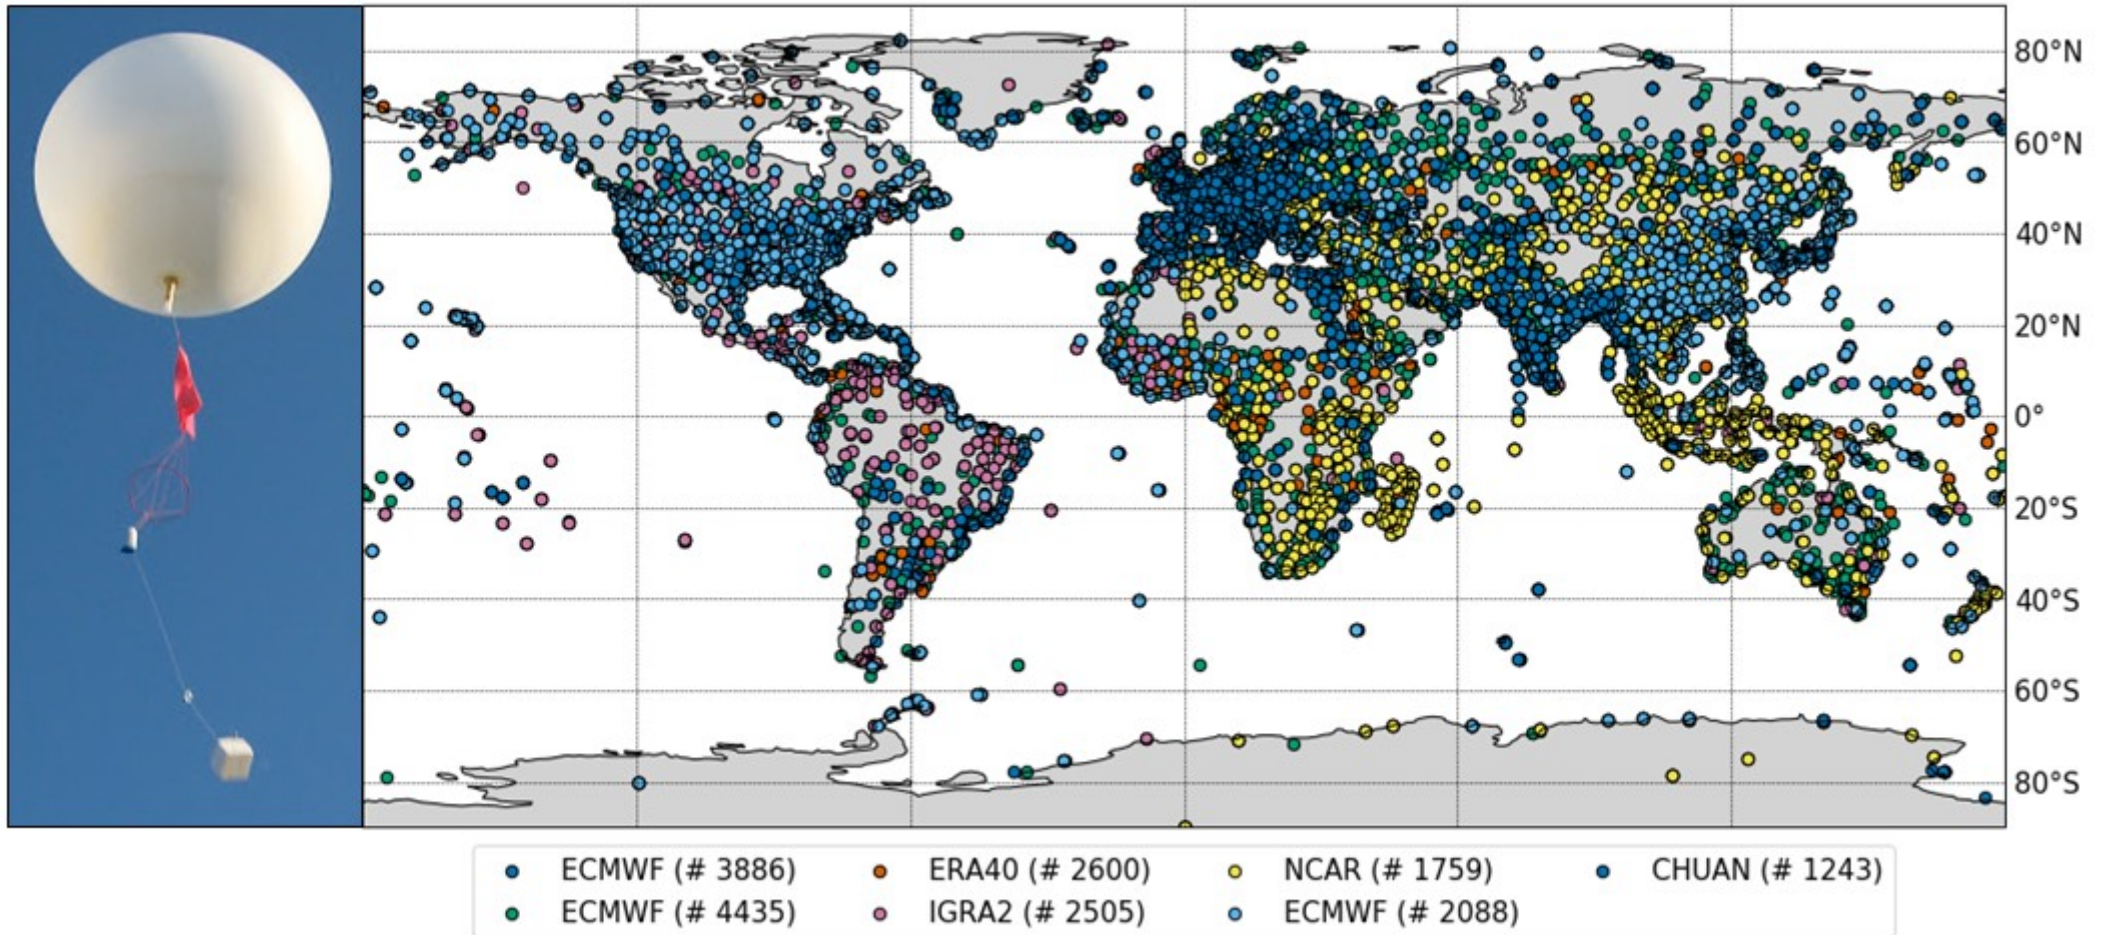 80°N
60°N
40°N
20°N
0°
20°S
40°S
60°S
80°S
ECMWF (# 3886) ERA40 (# 2600) NCAR (# 1759) CHUAN (# 1243)
ECMWF (# 4435) IGRA2 (# 2505) ECMWF (# 2088)